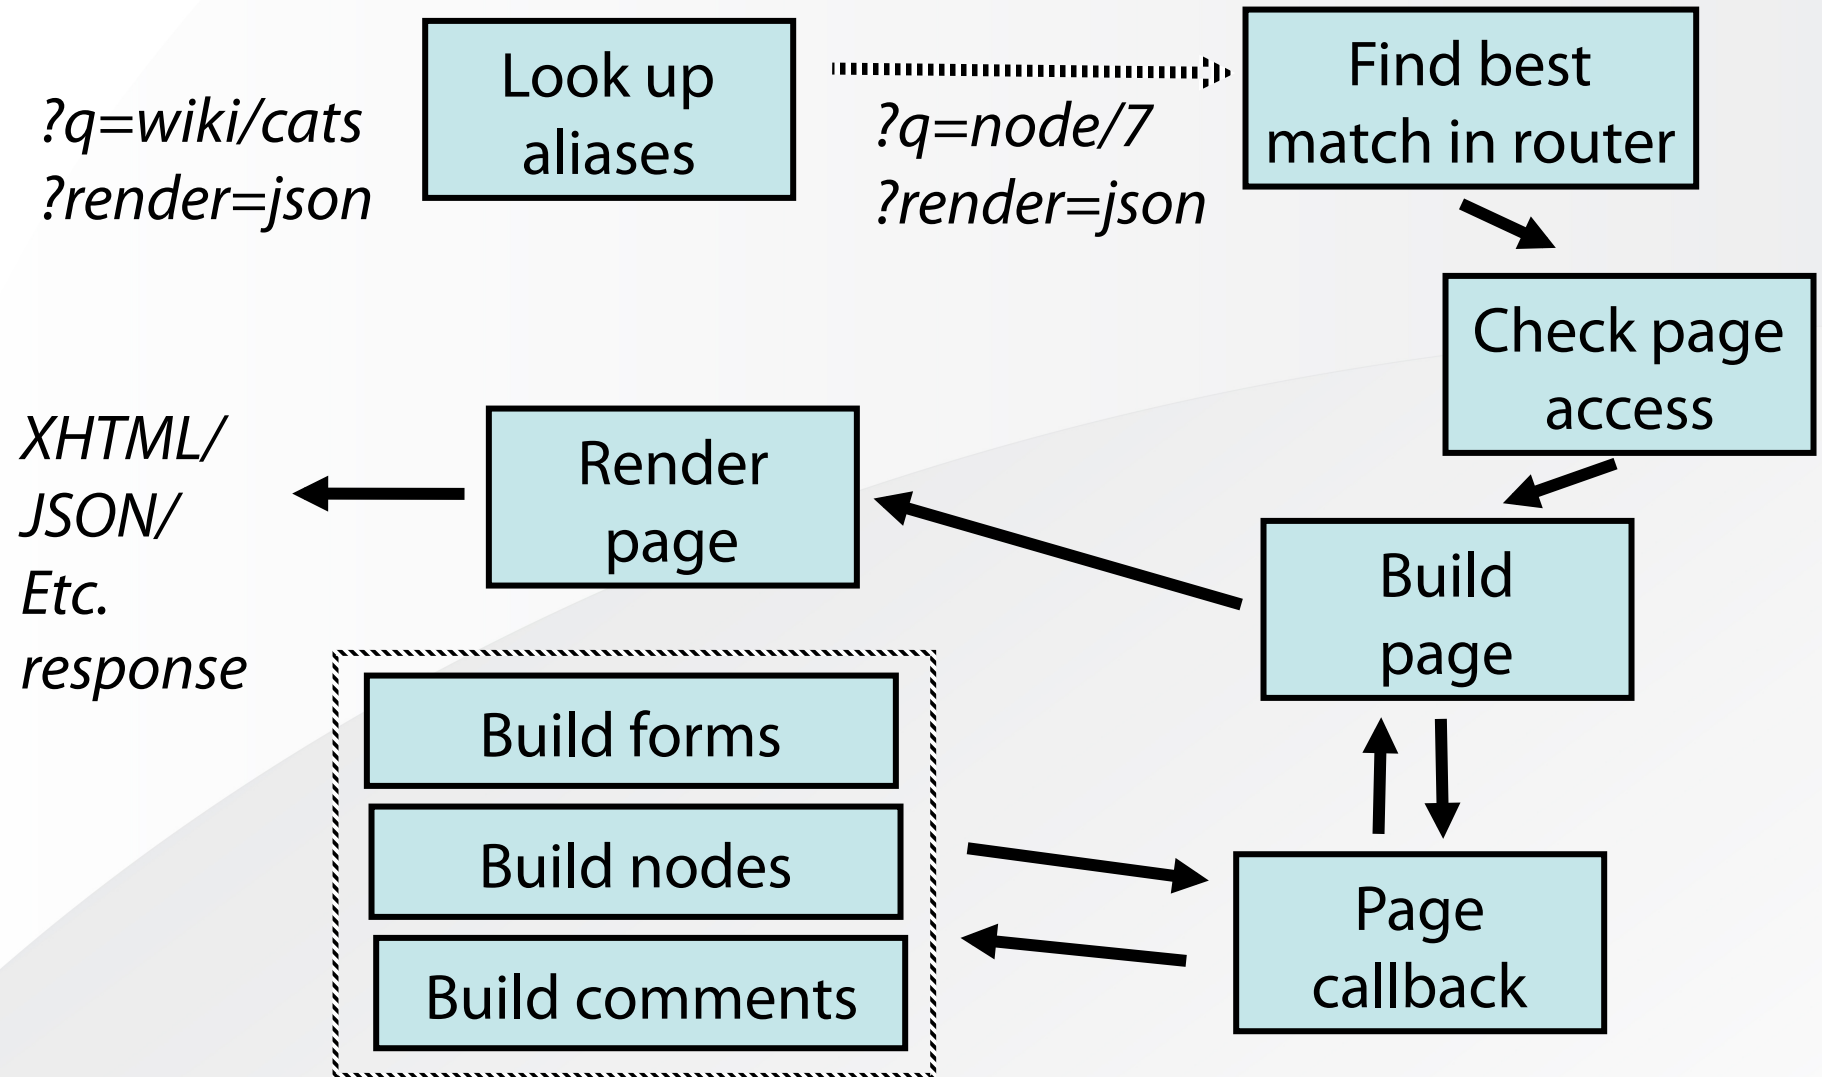 ?q=wiki/cats
?render=json
Look up
aliases
?q=node/7
?render=json
Find best
match in router
Check page
access
XHTML/
JSON/
Etc.
response
Render
page
Build
page
Build forms
Build nodes
Build comments
Page
callback